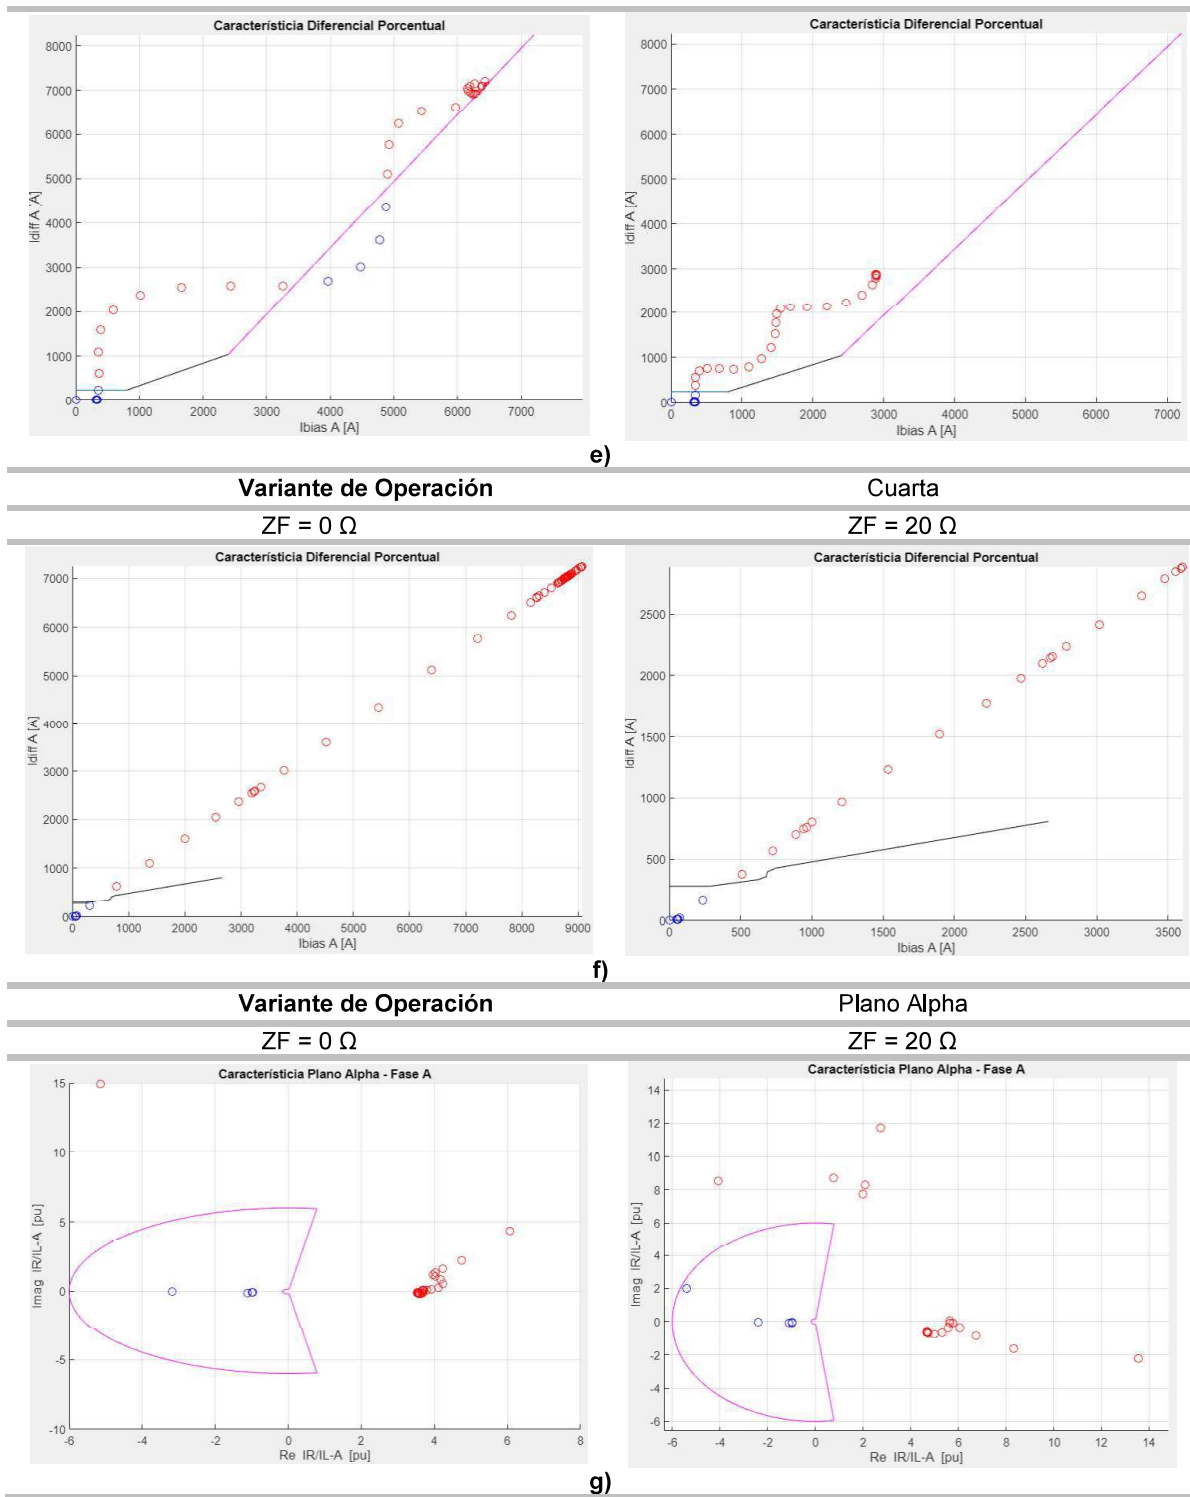 Característicia Diferencial Porcentual
8000
7000
6000
5000
4000
3000
2000
1000
0
Idiff A [A]
0 1000 2000 3000 4000 5000 6000 7000
Ibias A [A]
Característicia Diferencial Porcentual
8000
7000
6000
5000
4000
3000
2000
1000
0
Idiff A [A]
0 1000 2000 3000 4000 5000 6000 7000
Ibias A [A]
e)
Variante de Operación Cuarta
ZF = 0 Ω ZF = 20 Ω
Característicia Diferencial Porcentual
7000
6000
5000
4000
3000
2000
1000
0
Idiff A [A]
0 1000 2000 3000 4000 5000 6000 7000 8000 9000
Ibias A [A]
Característicia Diferencial Porcentual
2500
2000
1500
1000
500
0
Idiff A [A]
0 500 1000 1500 2000 2500 3000 3500
Ibias A [A]
f)
Variante de Operación Plano Alpha
ZF = 0 Ω ZF = 20 Ω
Característicia Plano Alpha - Fase A
15
10
5
0
-5
-10
Imag IR/IL-A [pu]
-6 -4 -2 0 2 4 6 8
Re IR/IL-A [pu]
Característicia Plano Alpha - Fase A
14
12
10
8
6
4
2
0
-2
-4
-6
Imag IR/IL-A [pu]
-6 -4 -2 0 2 4 6 8 10 12 14
Re IR/IL-A [pu]
g)